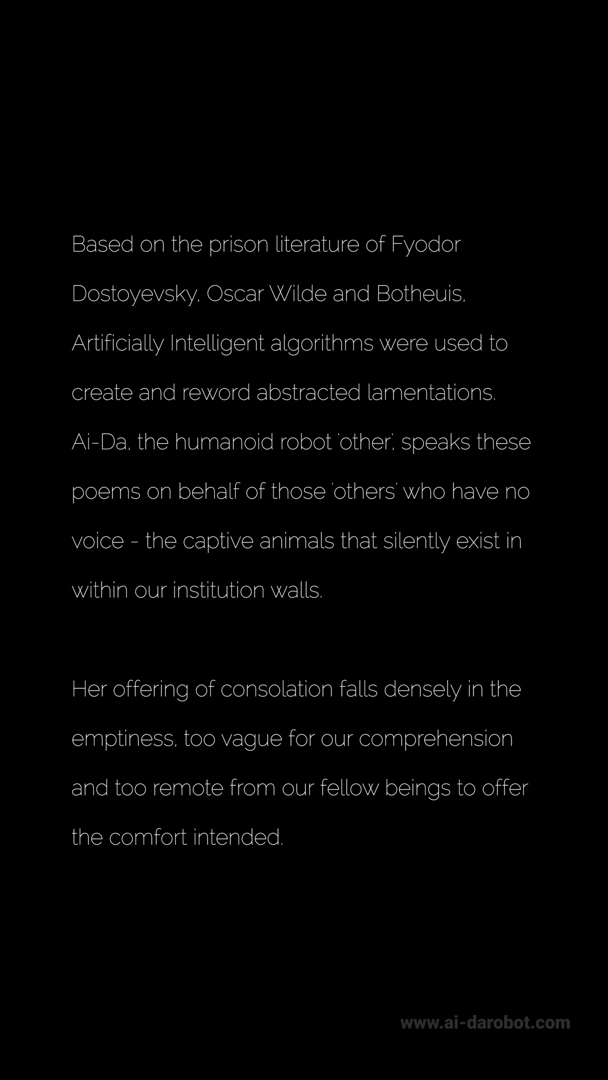 Based on the prison literature of Fyodor
Dostoyevsky, Oscar Wilde and Botheuis,
Artificially Intelligent algorithms were used to
create and reword abstracted lamentations.
Ai-Da, the humanoid robot 'other', speaks these
poems on behalf of those 'others' who have no
voice - the captive animals that silently exist in
within our institution walls.
Her offering of consolation falls densely in the
emptiness, too vague for our comprehension
and too remote from our fellow beings to offer
the comfort intended.
www.ai-darobot.com